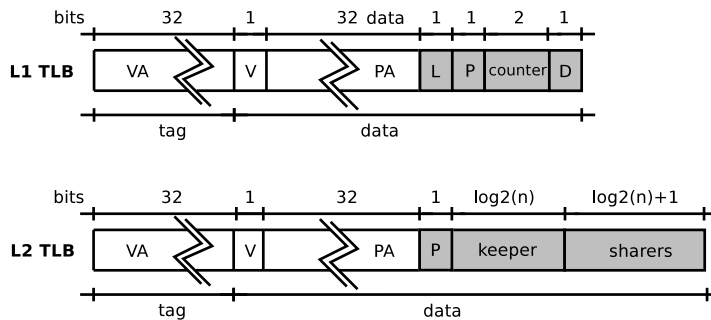 bits 32 1 32 data 1 1 2 1
L1 TLB VA V PA L P counter D
tag data
bits 32 1 32 1 log2(n) log2(n)+1
L2 TLB VA V PA P keeper sharers
tag data